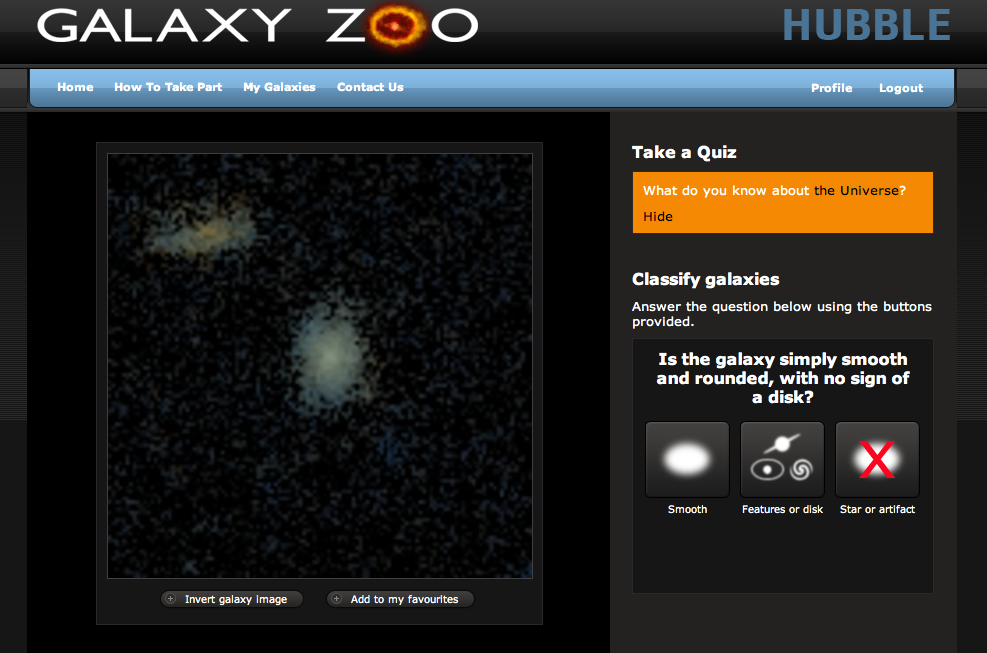 GALAXY ZOO
HUBBLE
Home How To Take Part My Galaxies Contact Us Profile Logout
Take a Quiz
What do you know about the Universe?
Hide
Classify galaxies
Answer the question below using the buttons
provided.
Is the galaxy simply smooth
and rounded, with no sign of
a disk?
X
Smooth Features or disk Star or artifact
Invert galaxy image Add to my favourites